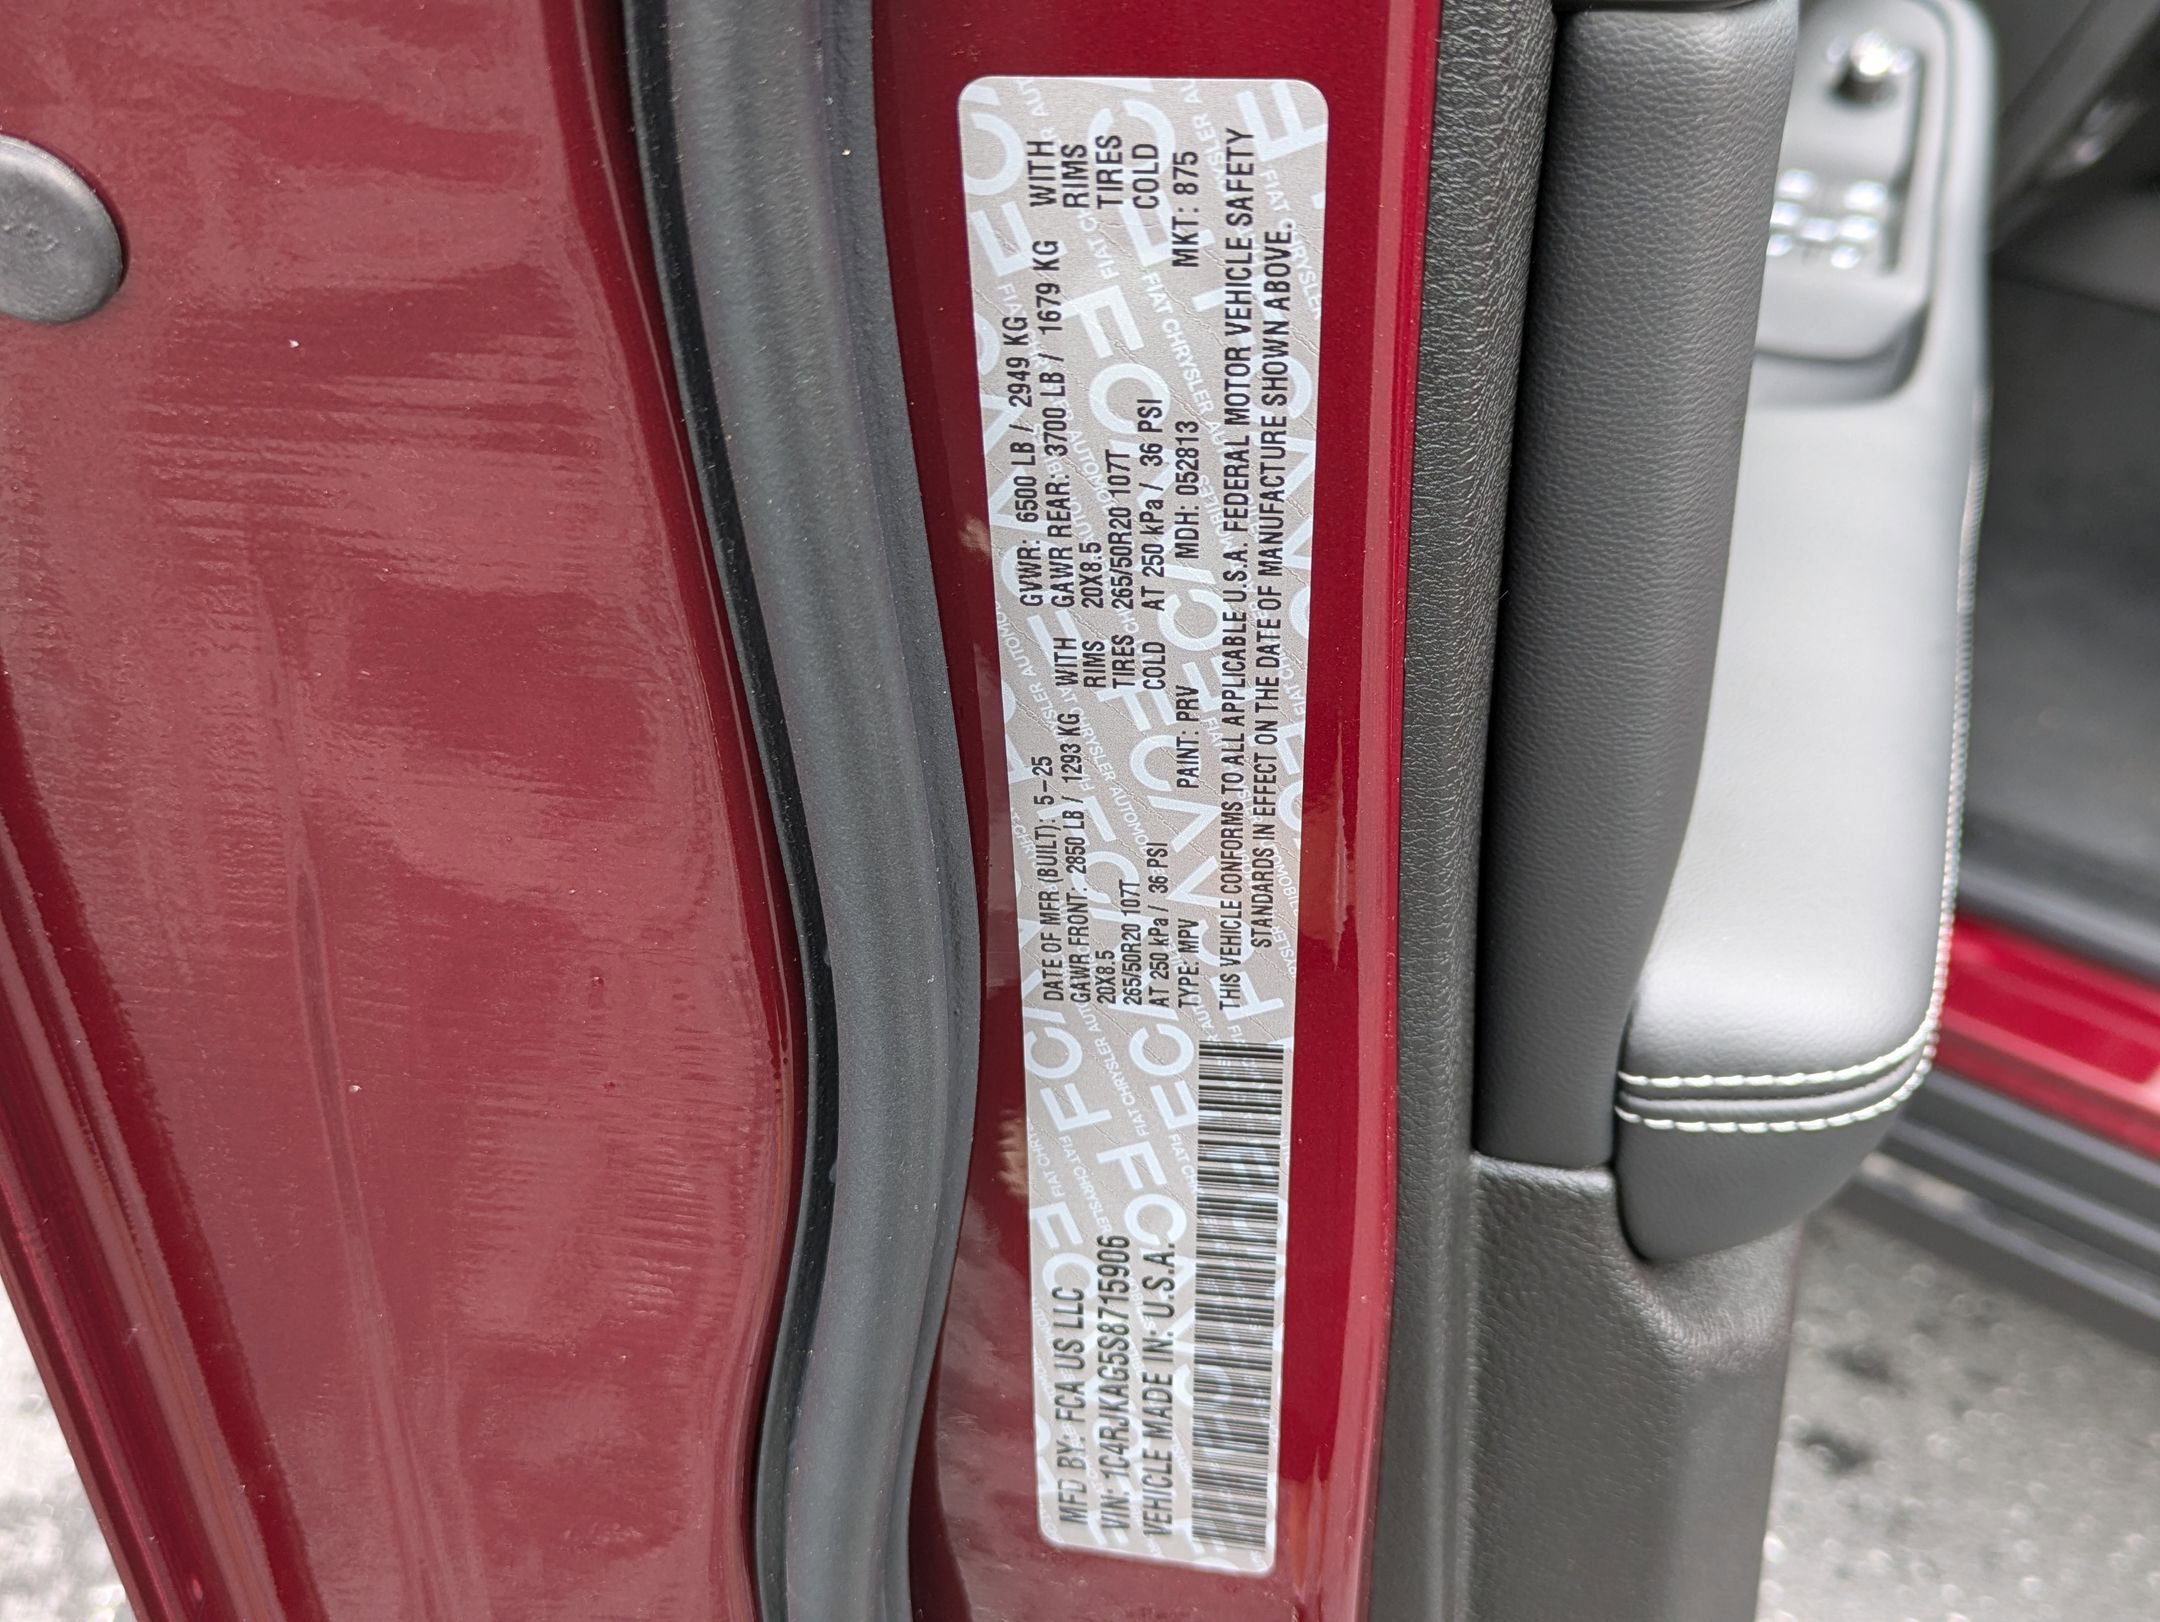 MFD BY: FCA US LLC
VIN: 1C4RJKAG5S8715906
VEHICLE MADE IN: U.S.A.
DATE OF MFR (BUILT): 5-25 GVWR: 6500 LB / 2949 KG
GAWR FRONT: 2850 LB / 1293 KG WITH GAWR REAR: 3700 LB / 1679 KG WITH
20X8.5 RIMS 20X8.5 RIMS
265/50R20 107T TIRES 265/50R20 107T TIRES
AT 250 kPa / 36 PSI COLD AT 250 kPa / 36 PSI COLD
TYPE: MPV PAINT: PRV MDH: 052813 MKT: 875
THIS VEHICLE CONFORMS TO ALL APPLICABLE U.S.A. FEDERAL MOTOR VEHICLE SAFETY
STANDARDS IN EFFECT ON THE DATE OF MANUFACTURE SHOWN ABOVE.